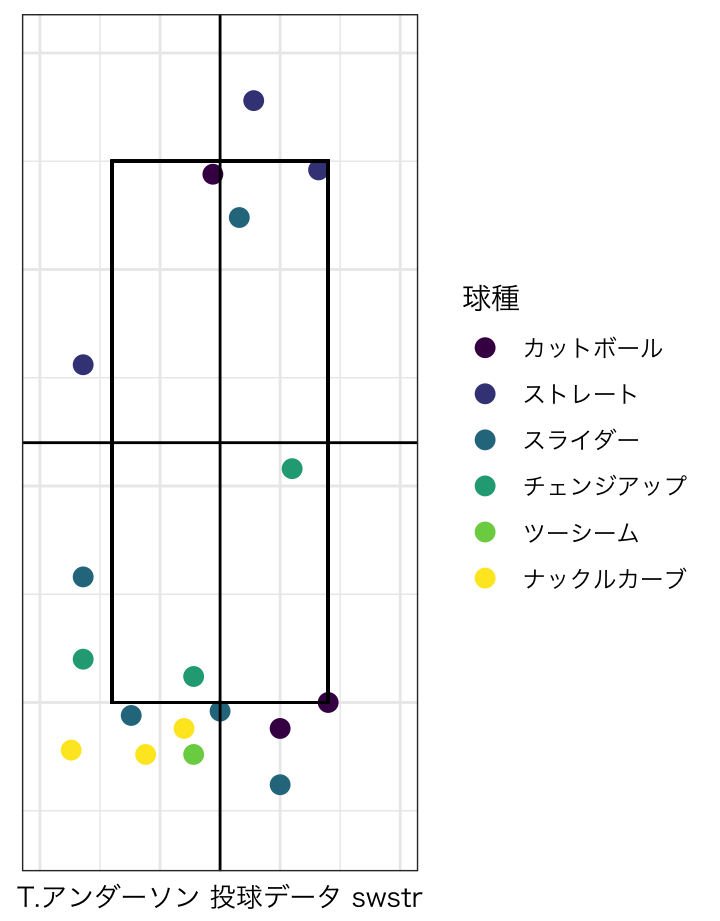 球種
カットボール
ストレート
スライダー
チェンジアップ
ツーシーム
ナックルカーブ
T.アンダーソン 投球データ swstr